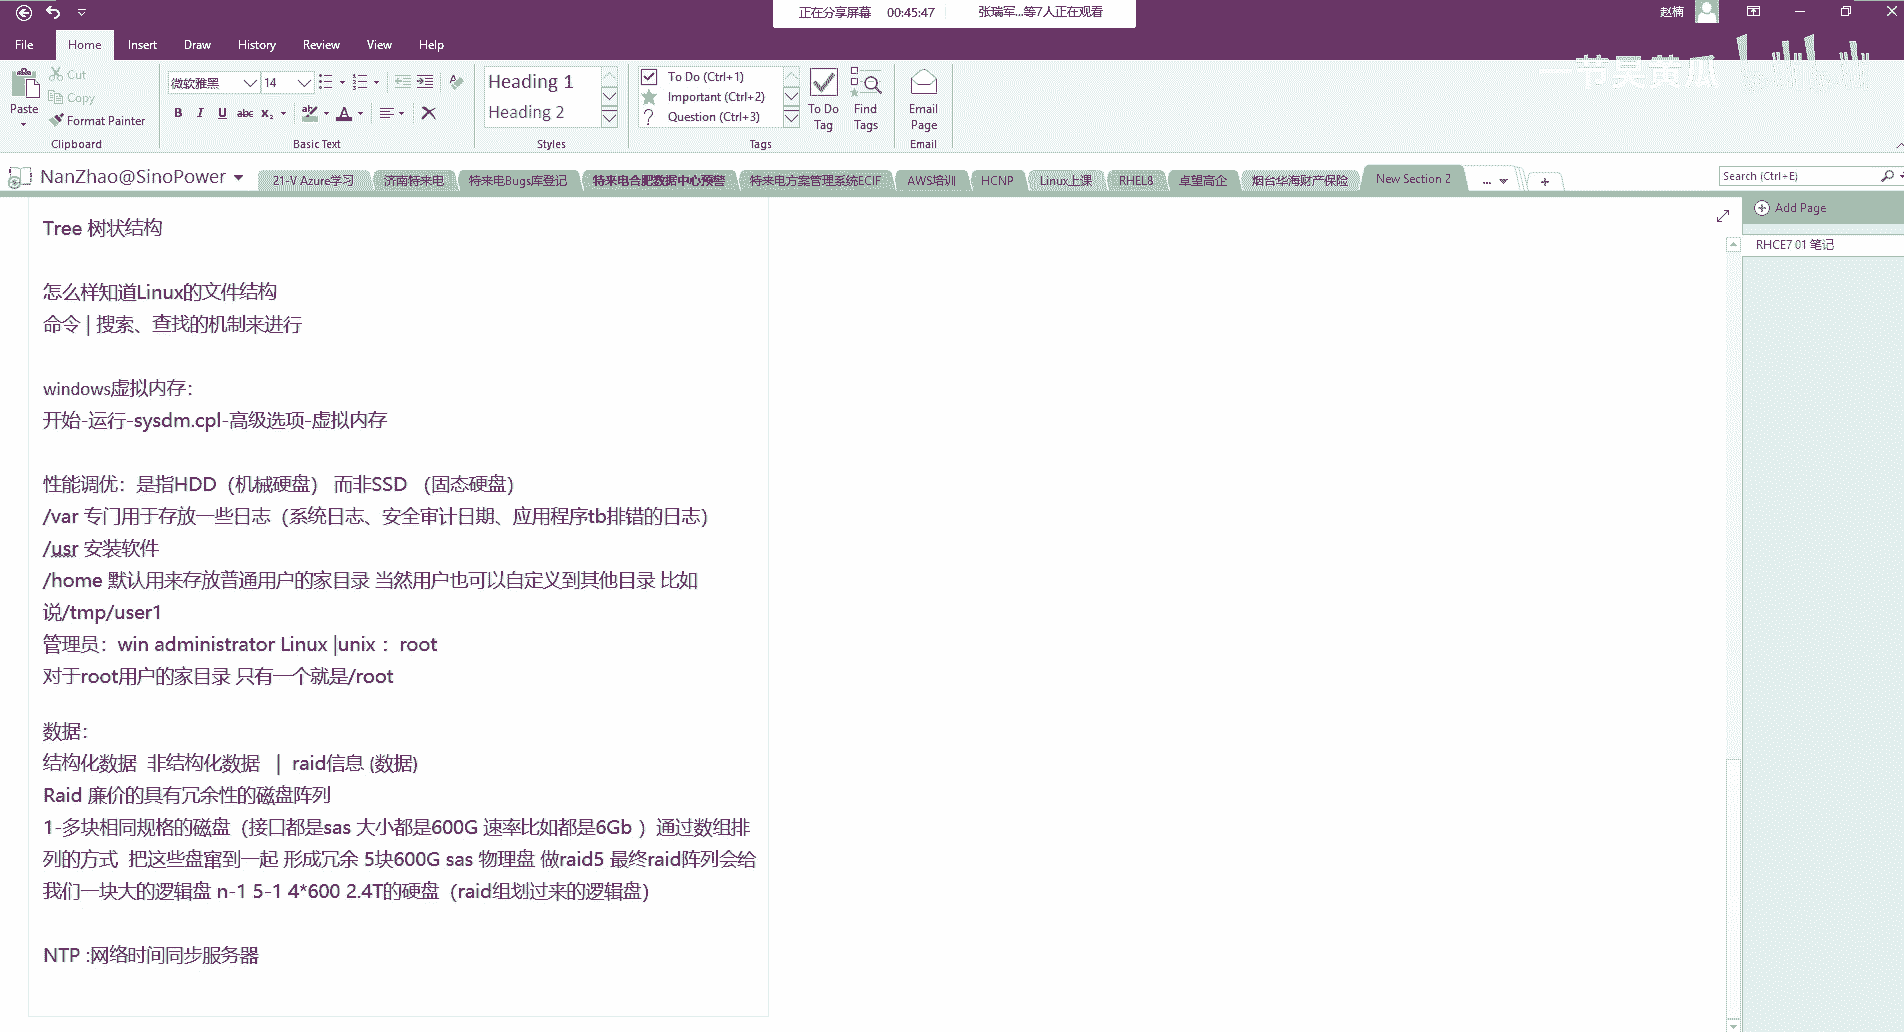 正在分享屏幕 00:45:47 张瑞军...等7人正在观看
赵楠
File Home Insert Draw History Review View Help
一节昊黄瓜
Paste
Cut
Copy
Format Painter
Clipboard
微软雅黑 14
B I U abc x₂ A
Basic Text
Heading 1
Heading 2
Styles
To Do (Ctrl+1)
Important (Ctrl+2)
? Question (Ctrl+3)
To Do Tag
Find Tags
Tags
Email Page
Email
NanZhao@SinoPower
21-V Azure学习 济南特来电 特来电Bugs库登记 特来电合肥数据中心预警 特来电方案管理系统ECIF AWS培训 HCNP Linux上课 RHEL8 卓望高企 烟台华海财产保险 New Section 2 ... +
Search (Ctrl+E)
Add Page
RHCE7 01 笔记
Tree 树状结构
怎么样知道Linux的文件结构
命令 | 搜索、查找的机制来进行
windows虚拟内存：
开始-运行-sysdm.cpl-高级选项-虚拟内存
性能调优：是指HDD（机械硬盘） 而非SSD （固态硬盘）
/var 专门用于存放一些日志（系统日志、安全审计日期、应用程序tb排错的日志）
/usr 安装软件
/home 默认用来存放普通用户的家目录 当然用户也可以自定义到其他目录 比如
说/tmp/user1
管理员：win administrator Linux |unix ：root
对于root用户的家目录 只有一个就是/root
数据：
结构化数据 非结构化数据 | raid信息 (数据)
Raid 廉价的具有冗余性的磁盘阵列
1-多块相同规格的磁盘（接口都是sas 大小都是600G 速率比如都是6Gb ）通过数组排
列的方式 把这些盘窜到一起 形成冗余 5块600G sas 物理盘 做raid5 最终raid阵列会给
我们一块大的逻辑盘 n-1 5-1 4*600 2.4T的硬盘（raid组划过来的逻辑盘）
NTP :网络时间同步服务器